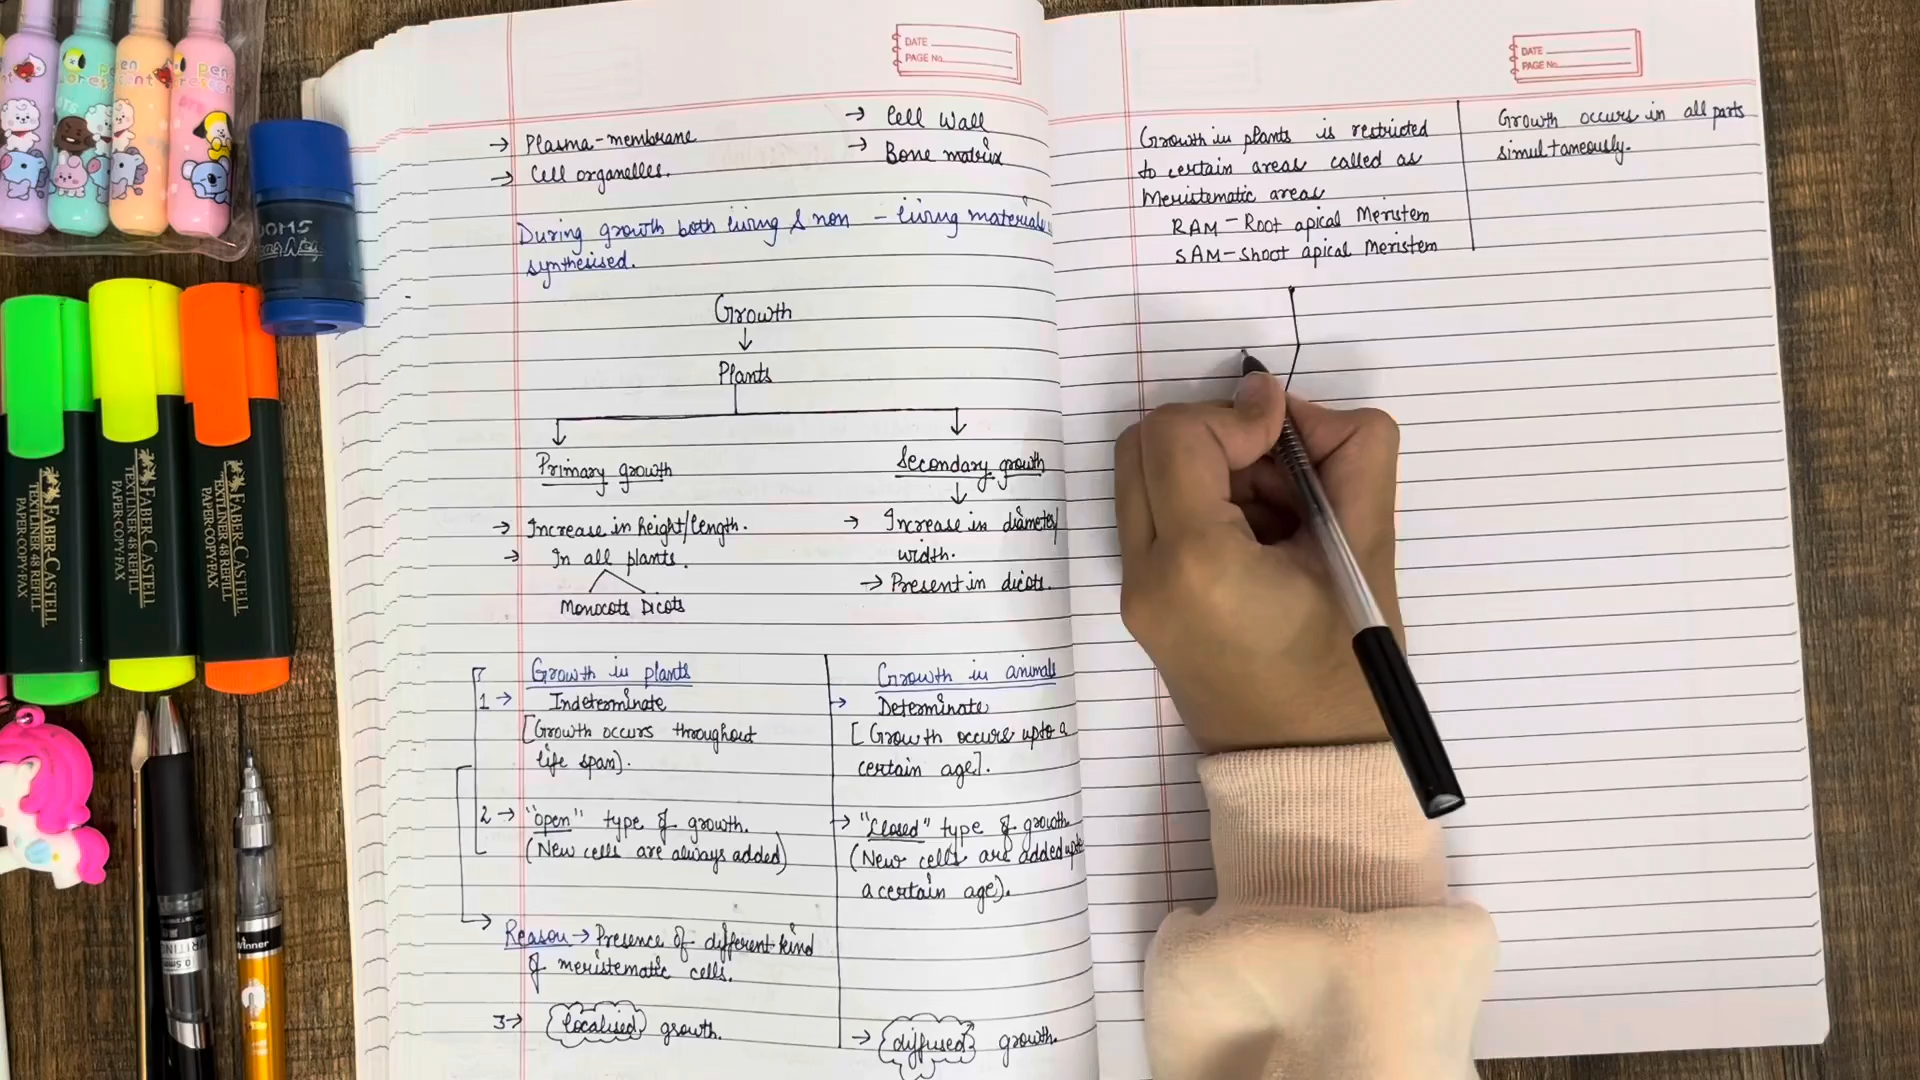 DATE
PAGE No.
→ Plasma-membrane
→ Cell organelles.
→ Cell Wall
→ Bone matrix
During growth both living & non - living materials
synthesised.
Growth
↓
Plants
Primary growth
Secondary growth
→ Increase in height/length.
→ In all plants.
Monocots Dicots
→ Increase in diameter/
width.
→ Present in dicots.
Growth in plants
1 → Indeterminate
[Growth occurs throughout
life span).
2 → "open" type of growth.
(New cells are always added)
Reason → Presence of different kind
of meristematic cells.
3→ localised growth.
Growth in animals
→ Determinate
[Growth occurs upto a
certain age].
→ "Closed" type of growth
(New cells are added upto
a certain age).
→ diffused growth.
DATE
PAGE No.
Growth in plants is restricted
to certain areas called as
Meristematic areas
RAM - Root apical Meristem
SAM - Shoot apical Meristem
Growth occurs in all parts
simultaneously.
FABER-CASTELL
TEXTLINER 48 REFILL
PAPER·COPY·FAX
FABER-CASTELL
TEXTLINER 48 REFILL
PAPER·COPY·FAX
FABER-CASTELL
TEXTLINER 48 REFILL
PAPER·COPY·FAX
Winner